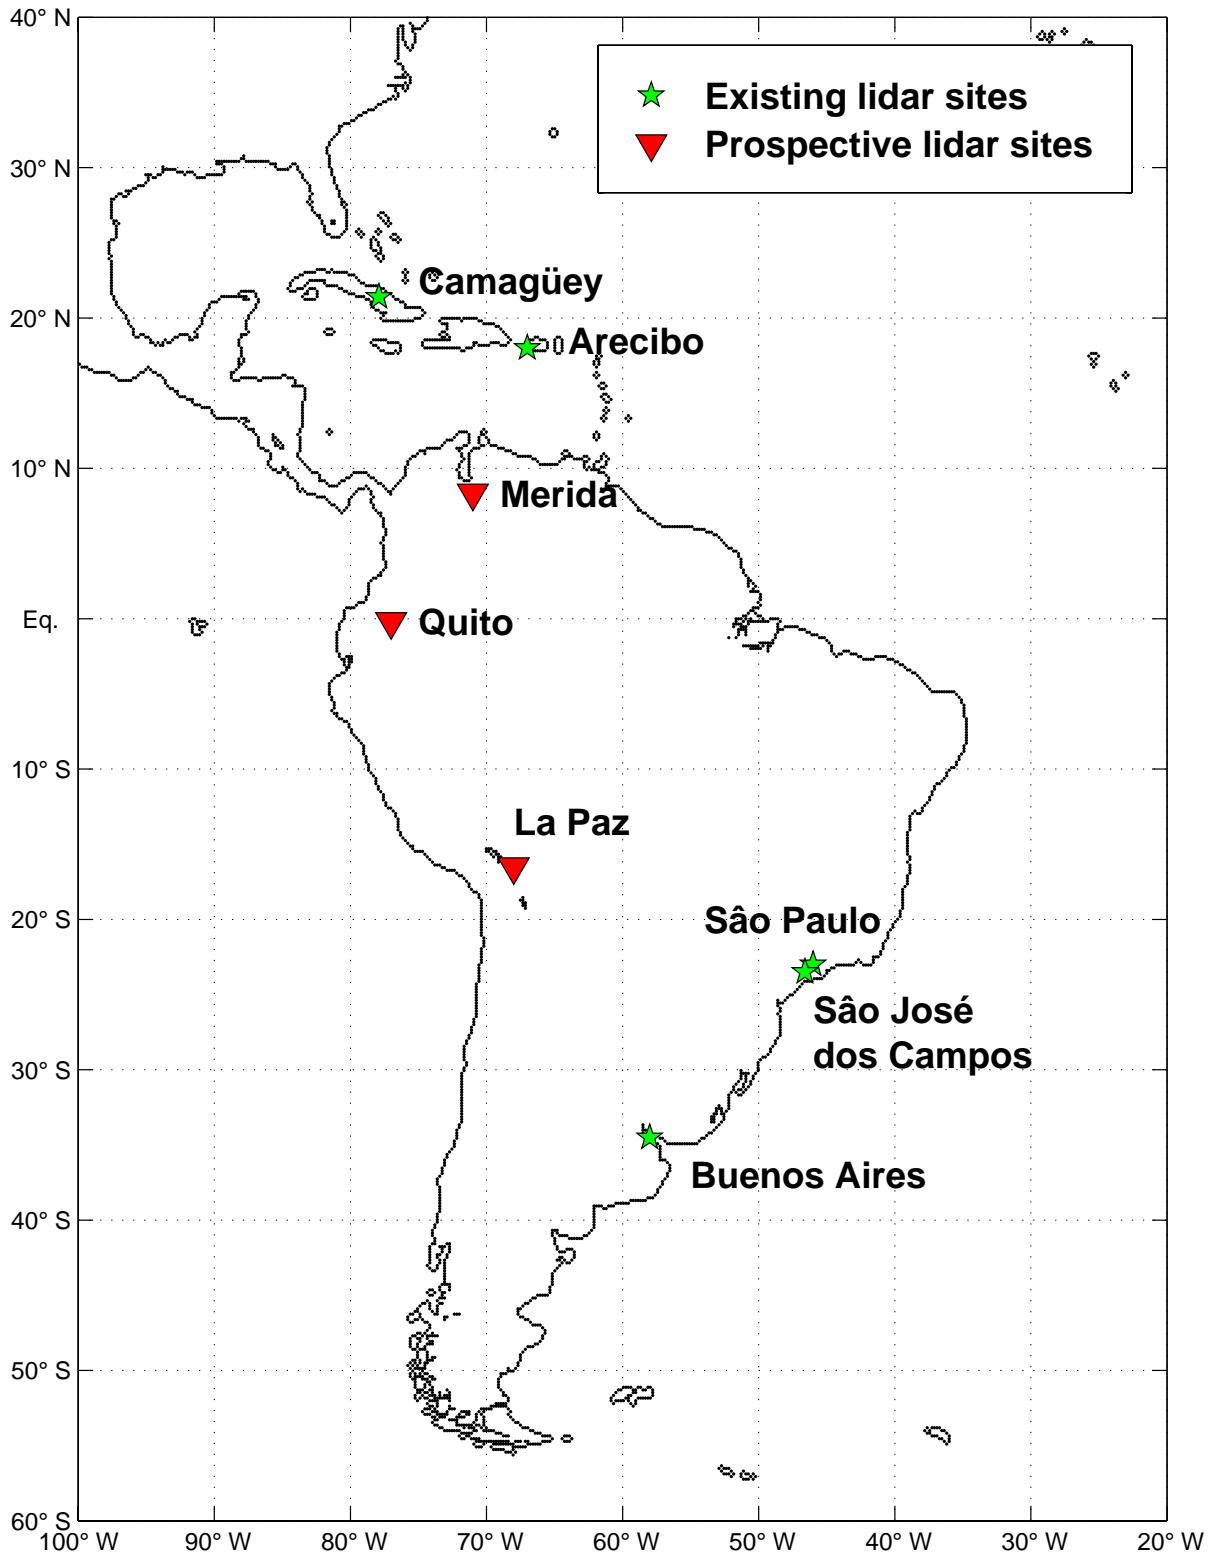 40° N
Existing lidar sites
Prospective lidar sites
30° N
Camagüey
20° N
Arecibo
10° N
Merida
Eq.
Quito
10° S
La Paz
20° S
Sâo Paulo
Sâo José
dos Campos
30° S
Buenos Aires
40° S
50° S
60° S
100° W 90° W 80° W 70° W 60° W 50° W 40° W 30° W 20° W